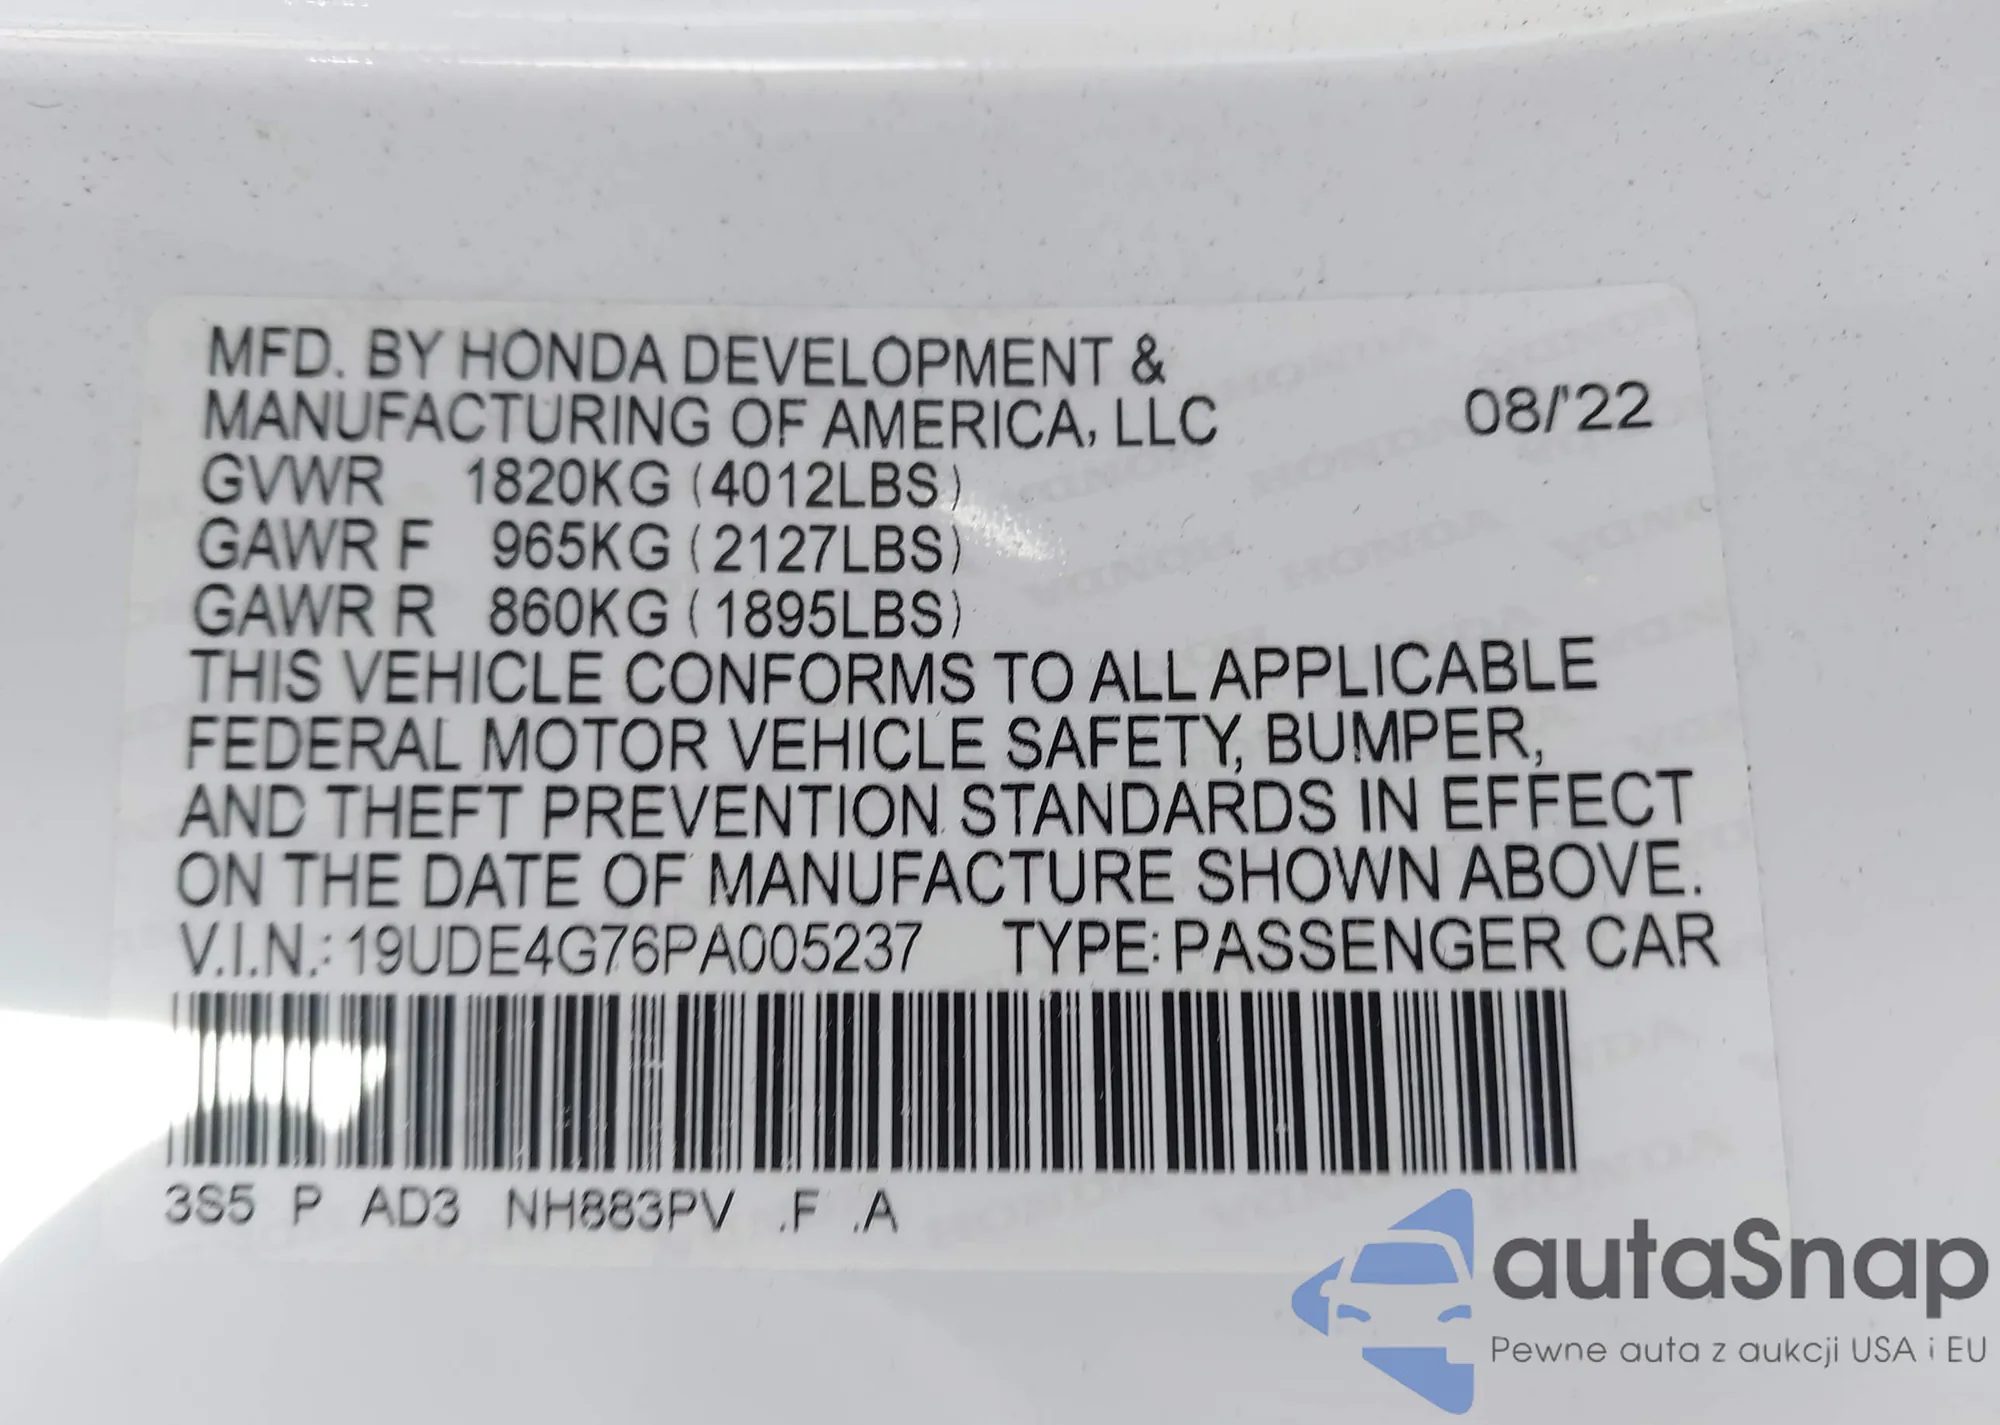 MFD. BY HONDA DEVELOPMENT &
MANUFACTURING OF AMERICA, LLC 08/'22
GVWR 1820KG (4012LBS)
GAWR F 965KG (2127LBS)
GAWR R 860KG (1895LBS)
THIS VEHICLE CONFORMS TO ALL APPLICABLE
FEDERAL MOTOR VEHICLE SAFETY, BUMPER,
AND THEFT PREVENTION STANDARDS IN EFFECT
ON THE DATE OF MANUFACTURE SHOWN ABOVE.
V.I.N.: 19UDE4G76PA005237 TYPE: PASSENGER CAR
3S5 P AD3 NH883PV .F .A
autaSnap
Pewne auta z aukcji USA i EU